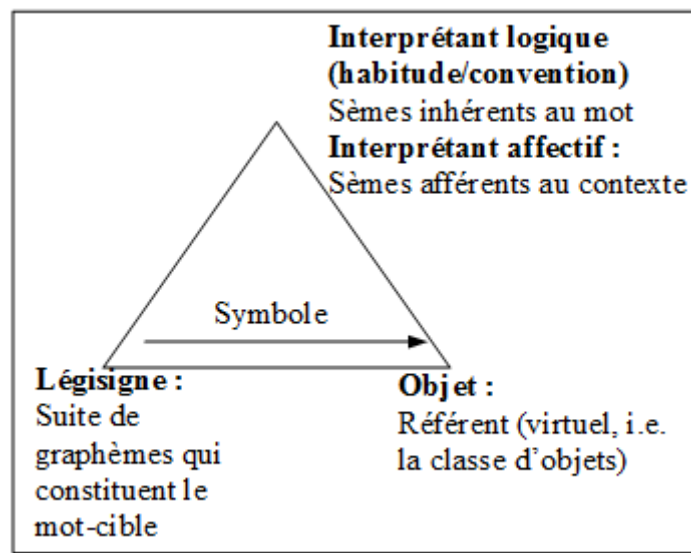 Interprétant logique
(habitude/convention)
Sèmes inhérents au mot
Interprétant affectif :
Sèmes afférents au contexte
Symbole
Légisigne :
Suite de
graphèmes qui
constituent le
mot-cible
Objet :
Référent (virtuel, i.e.
la classe d'objets)